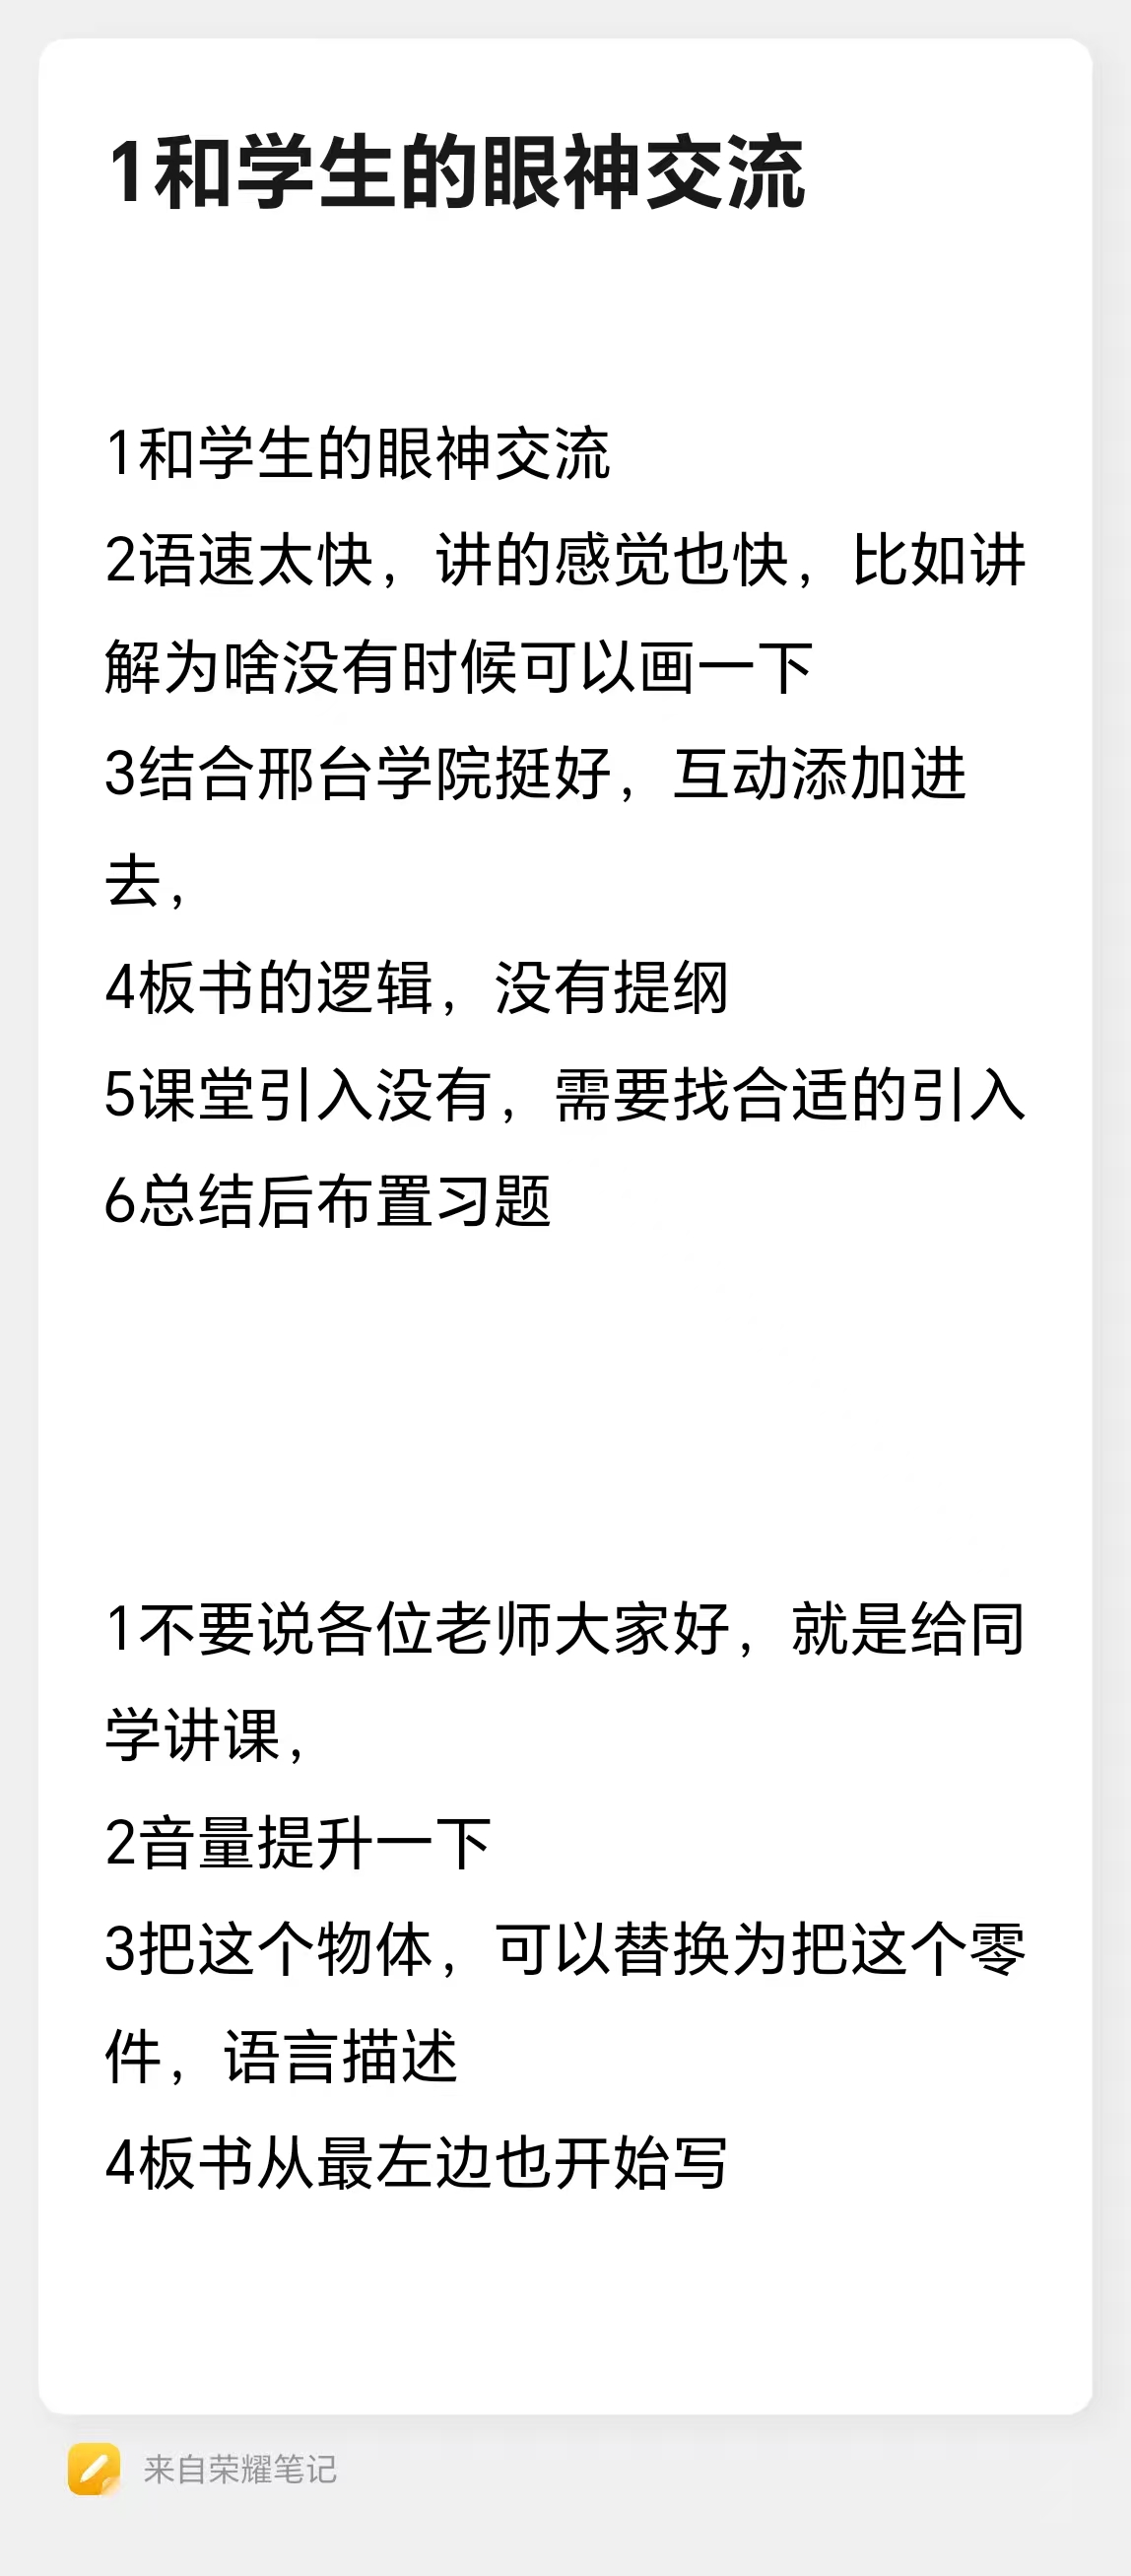 1和学生的眼神交流
1和学生的眼神交流
2语速太快，讲的感觉也快，比如讲
解为啥没有时候可以画一下
3结合邢台学院挺好，互动添加进
去，
4板书的逻辑，没有提纲
5课堂引入没有，需要找合适的引入
6总结后布置习题
1不要说各位老师大家好，就是给同
学讲课，
2音量提升一下
3把这个物体，可以替换为把这个零
件，语言描述
4板书从最左边也开始写
来自荣耀笔记